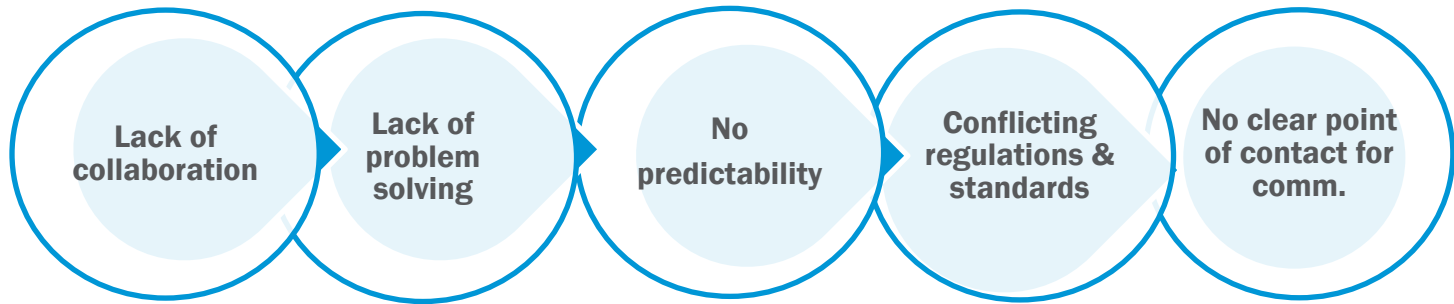 Lack of
collaboration
Lack of
problem
solving
No
predictability
Conflicting
regulations &
standards
No clear point
of contact for
comm.